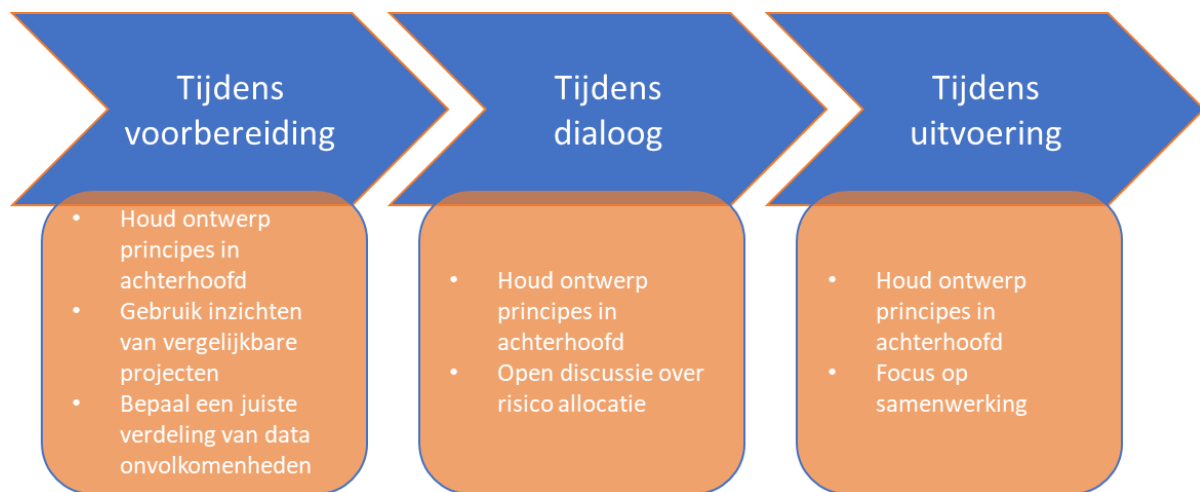 Tijdens
voorbereiding
• Houd ontwerp
principes in
achterhoofd
• Gebruik inzichten
van vergelijkbare
projecten
• Bepaal een juiste
verdeling van data
onvolkomenheden
Tijdens
dialoog
• Houd ontwerp
principes in
achterhoofd
• Open discussie over
risico allocatie
Tijdens
uitvoering
• Houd ontwerp
principes in
achterhoofd
• Focus op
samenwerking